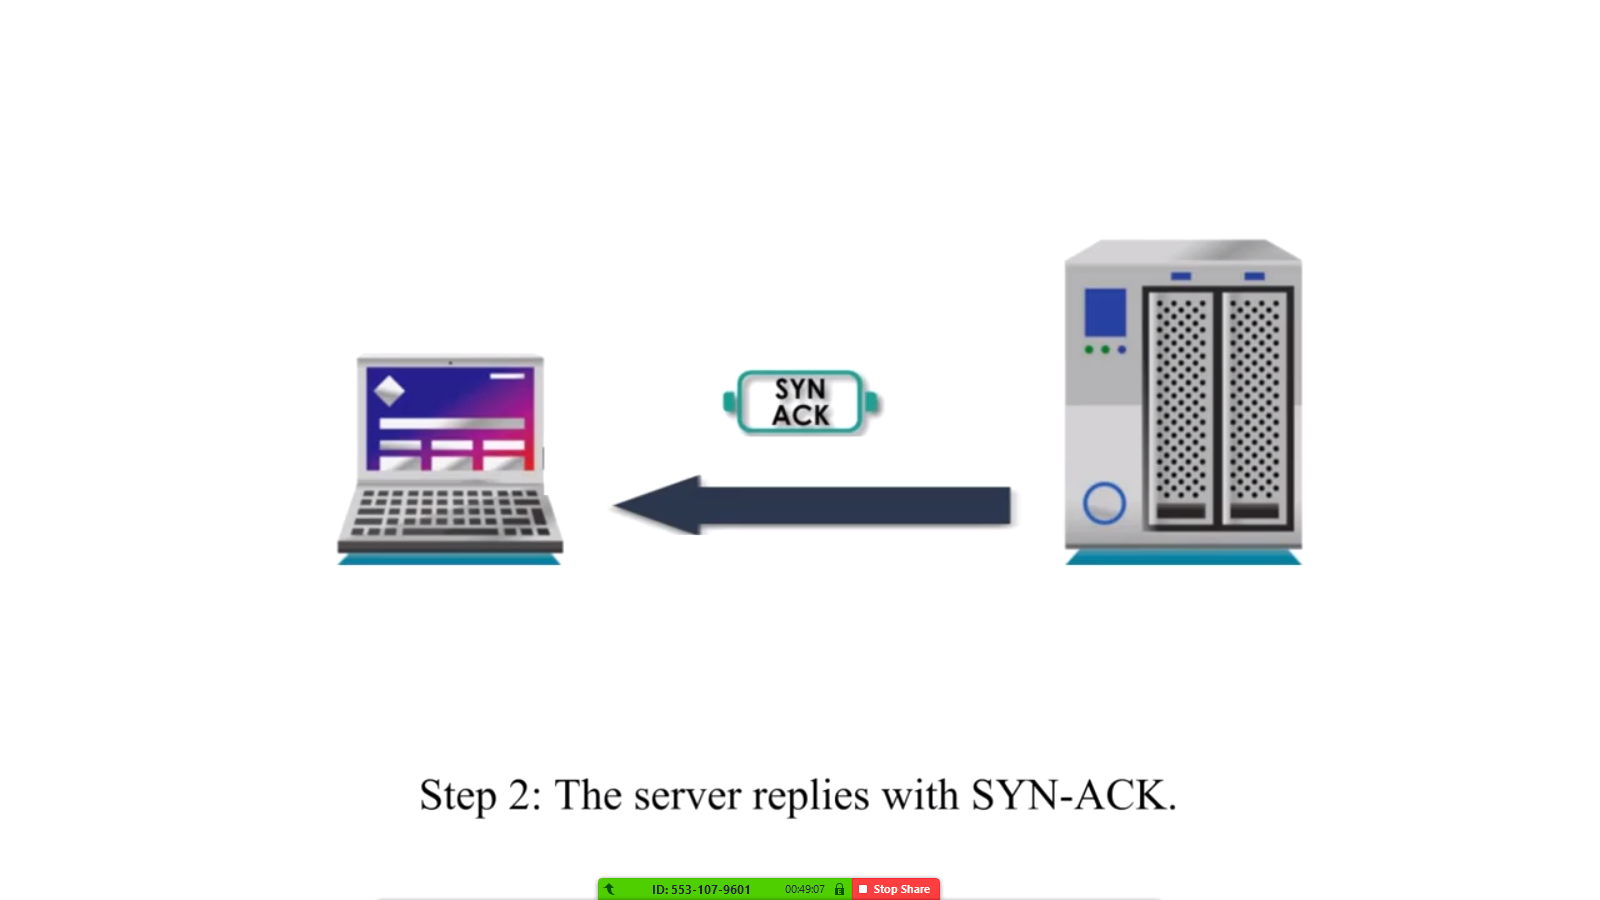 SYN
ACK
Step 2: The server replies with SYN-ACK.
ID: 553-107-9601 00:49:07 Stop Share